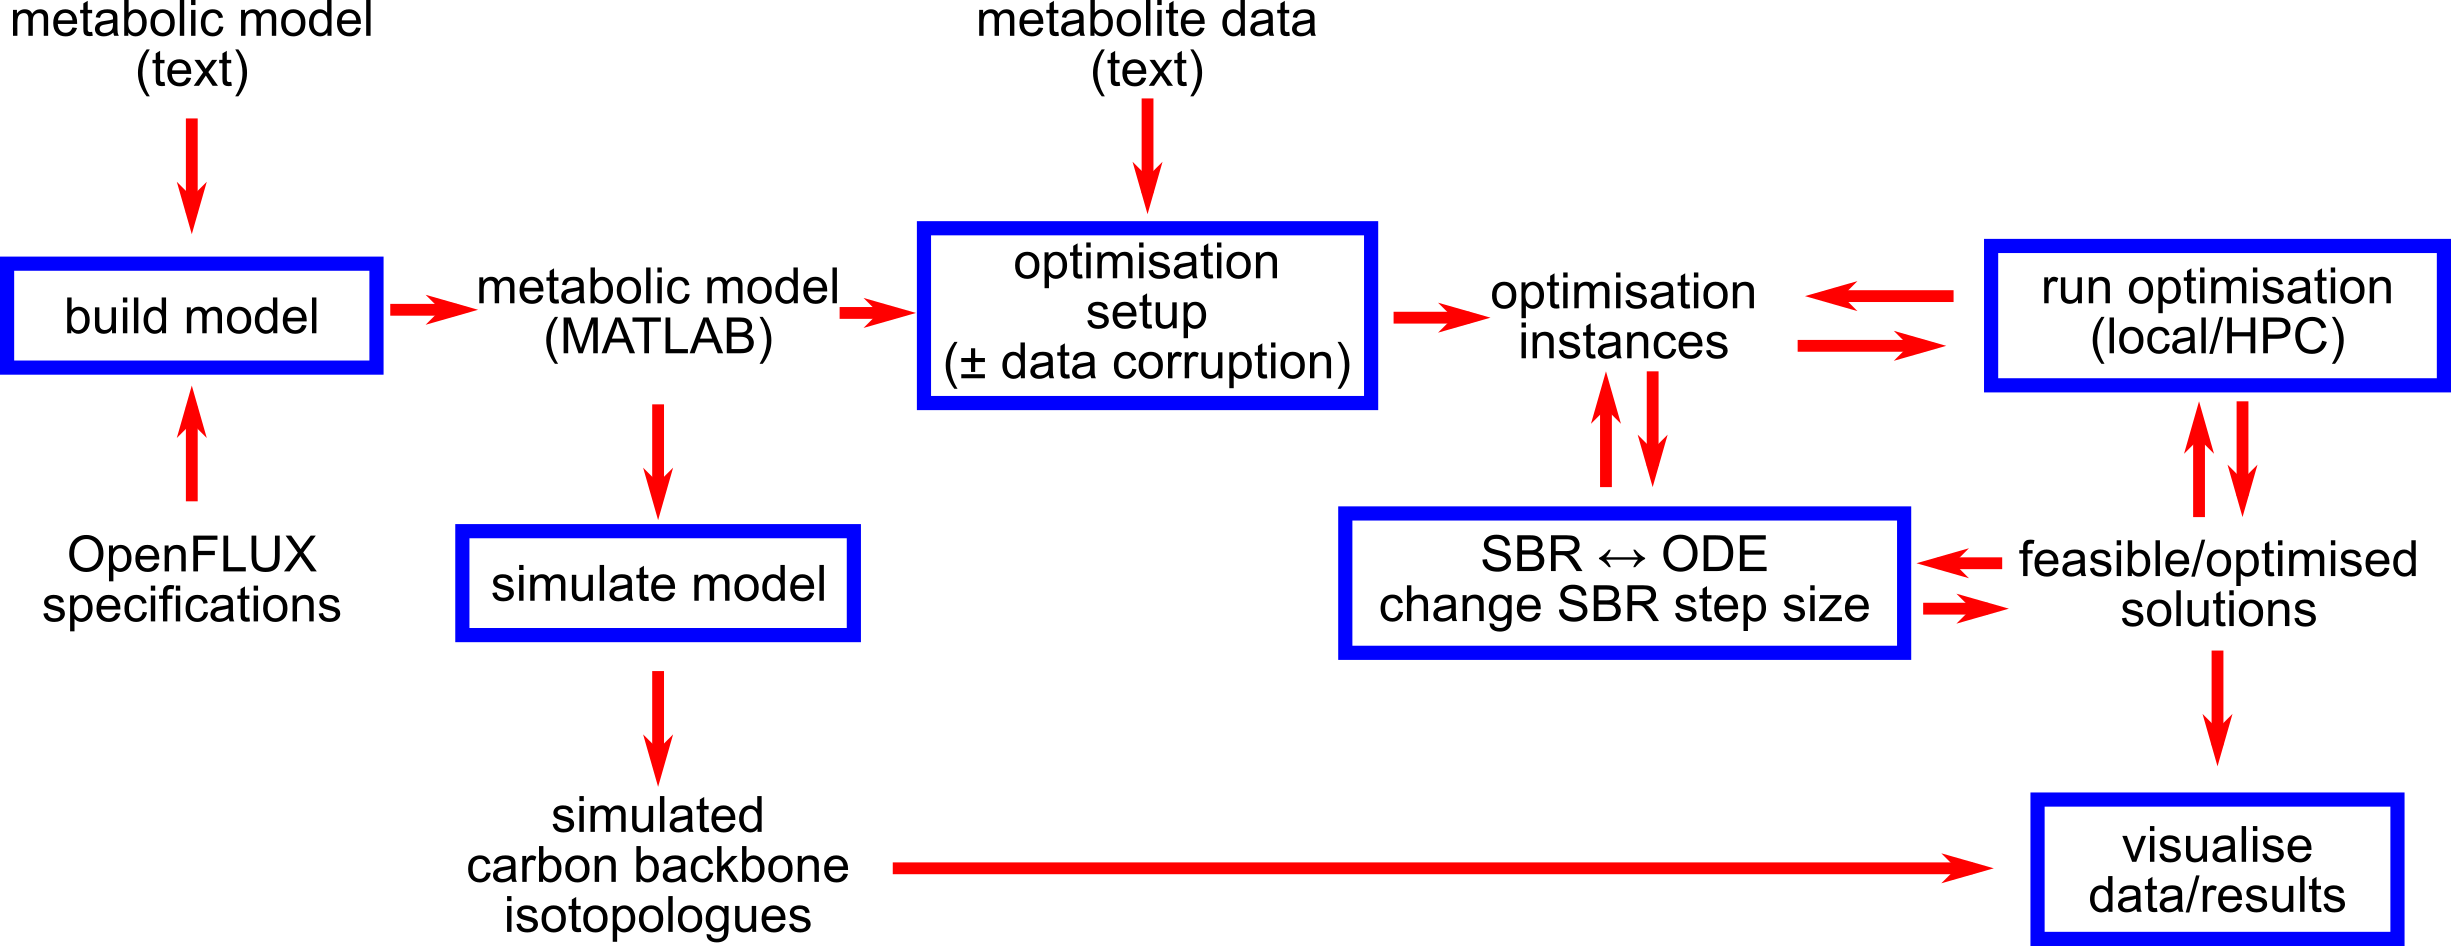 metabolic model
(text)
metabolite data
(text)
build model
metabolic model
(MATLAB)
optimisation
setup
(± data corruption)
optimisation
instances
run optimisation
(local/HPC)
OpenFLUX
specifications
simulate model
SBR ↔ ODE
change SBR step size
feasible/optimised
solutions
simulated
carbon backbone
isotopologues
visualise
data/results